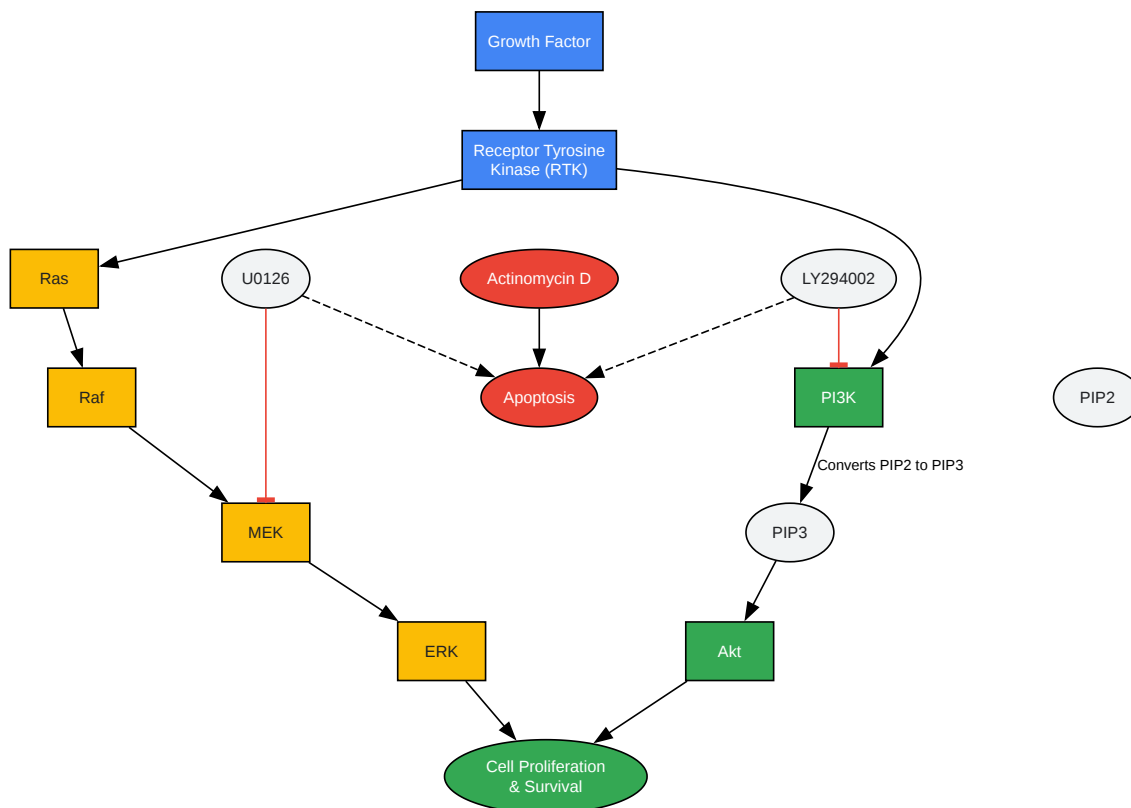 Growth Factor
Receptor Tyrosine
Kinase (RTK)
Ras
U0126
Actinomycin D
LY294002
Raf
Apoptosis
PI3K
PIP2
Converts PIP2 to PIP3
MEK
PIP3
ERK
Akt
Cell Proliferation
& Survival